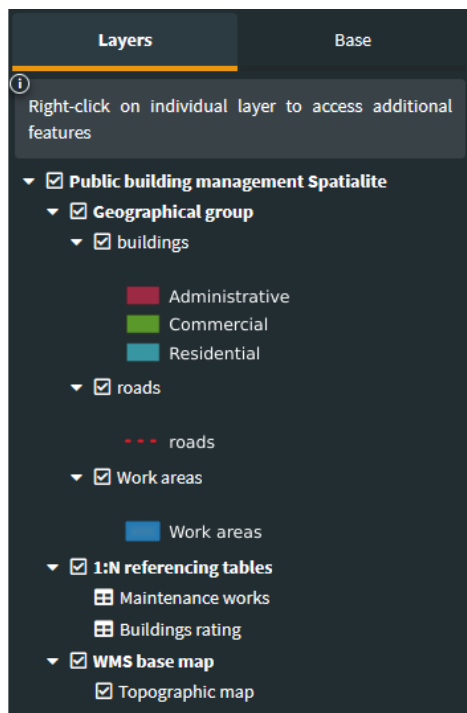 Layers Base
Right-click on individual layer to access additional
features
Public building management Spatialite
Geographical group
buildings
Administrative
Commercial
Residential
roads
roads
Work areas
Work areas
1:N referencing tables
Maintenance works
Buildings rating
WMS base map
Topographic map